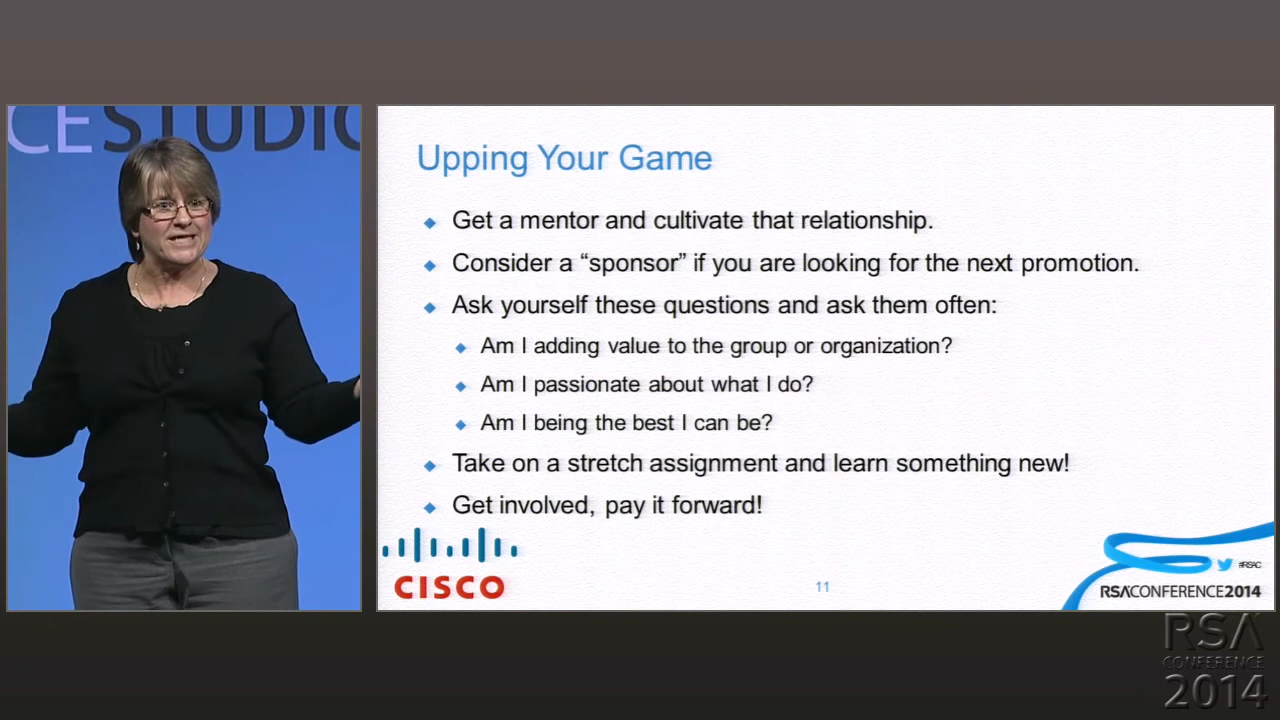 CESTUDIO
Upping Your Game
Get a mentor and cultivate that relationship.
Consider a “sponsor” if you are looking for the next promotion.
Ask yourself these questions and ask them often:
Am I adding value to the group or organization?
Am I passionate about what I do?
Am I being the best I can be?
Take on a stretch assignment and learn something new!
Get involved, pay it forward!
CISCO
11
#RSAC
RSACONFERENCE2014
RSA
CONFERENCE
2014